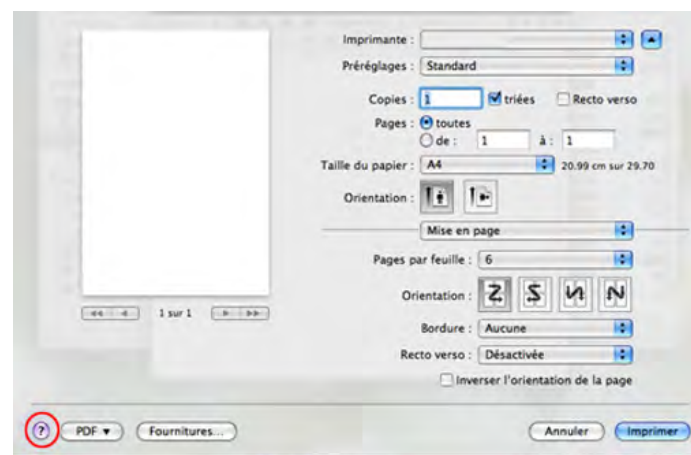 Imprimante :
Préréglages : Standard
Copies : 1 triées Recto verso
Pages : toutes
de : 1 à : 1
Taille du papier : A4 20.99 cm sur 29.70
Orientation :
Mise en page
Pages par feuille : 6
Orientation :
1 sur 1
Bordure : Aucune
Recto verso : Désactivée
Inverser l'orientation de la page
? PDF Fournitures... Annuler Imprimer